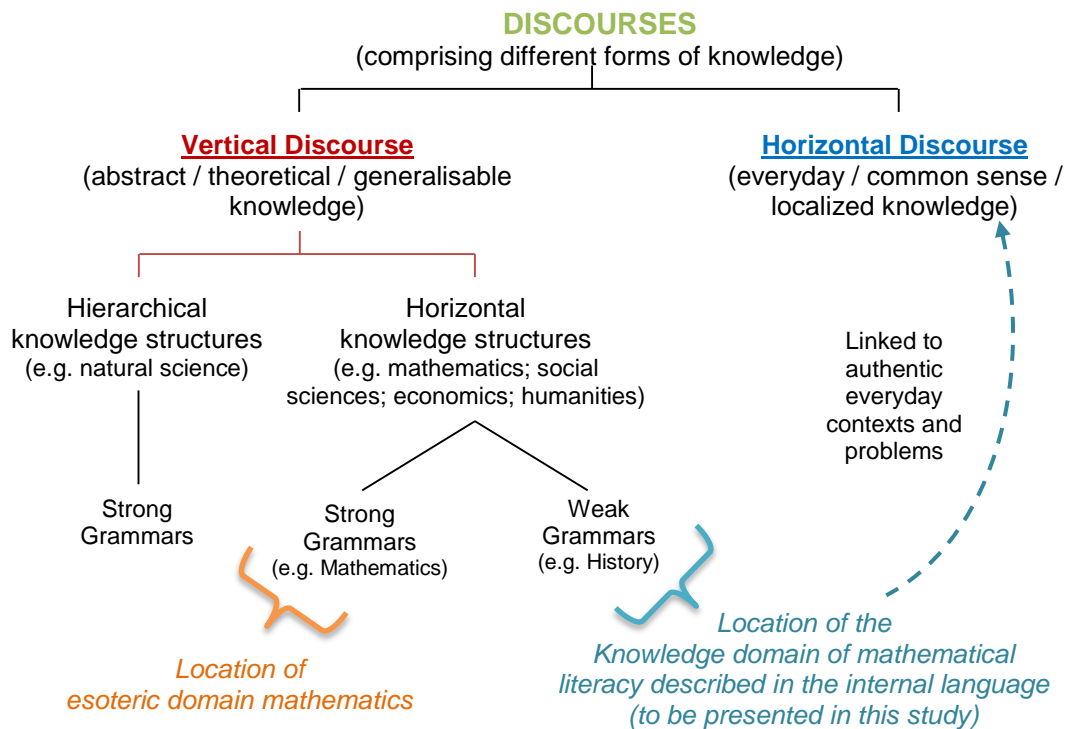 DISCOURSES
(comprising different forms of knowledge)
Vertical Discourse
(abstract / theoretical / generalisable
knowledge)
Horizontal Discourse
(everyday / common sense /
localized knowledge)
Hierarchical
knowledge structures
(e.g. natural science)
Horizontal
knowledge structures
(e.g. mathematics; social
sciences; economics; humanities)
Linked to
authentic
everyday
contexts and
problems
Strong
Grammars
Strong
Grammars
(e.g. Mathematics)
Weak
Grammars
(e.g. History)
Location of
esoteric domain mathematics
Location of the
Knowledge domain of mathematical
literacy described in the internal language
(to be presented in this study)